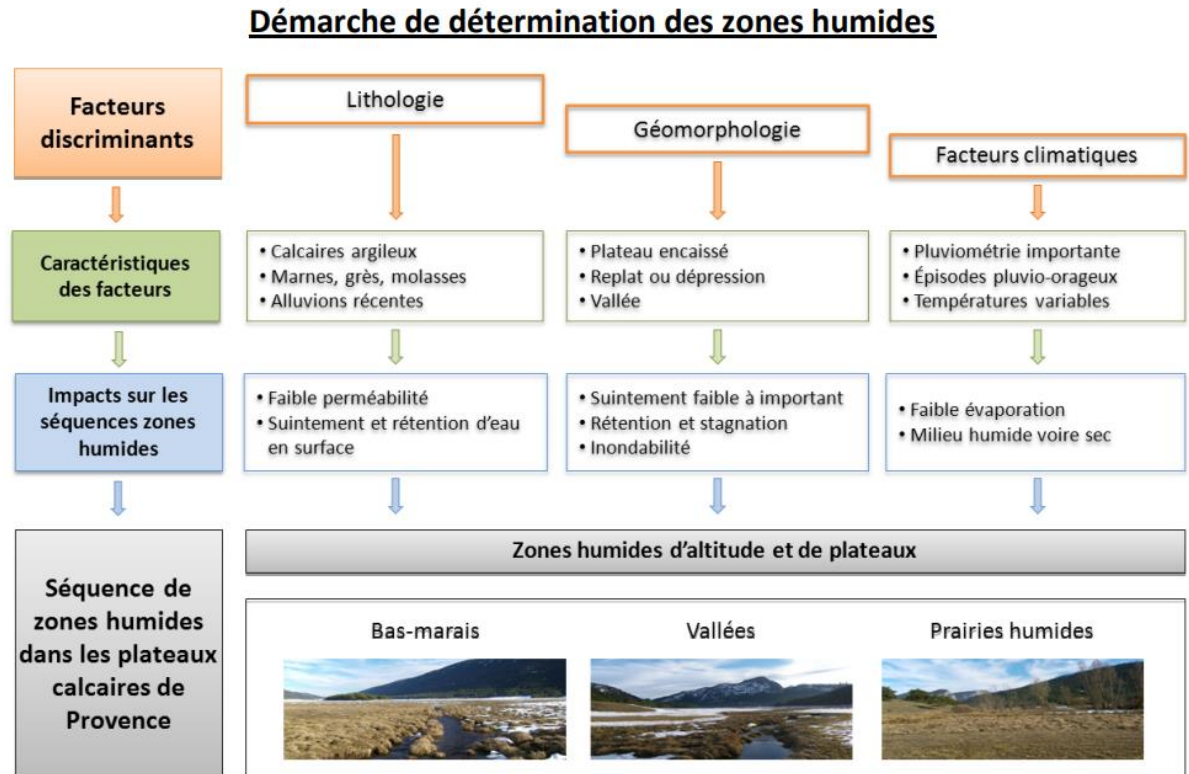 Démarche de détermination des zones humides
Facteurs
discriminants
Lithologie
Géomorphologie
Facteurs climatiques
Caractéristiques
des facteurs
• Calcaires argileux
• Marnes, grès, molasses
• Alluvions récentes
• Plateau encaissé
• Replat ou dépression
• Vallée
• Pluviométrie importante
• Épisodes pluvio-orageux
• Températures variables
Impacts sur les
séquences zones
humides
• Faible perméabilité
• Suintement et rétention d'eau
en surface
• Suintement faible à important
• Rétention et stagnation
• Inondabilité
• Faible évaporation
• Milieu humide voire sec
Séquence de
zones humides
dans les plateaux
calcaires de
Provence
Zones humides d'altitude et de plateaux
Bas-marais
Vallées
Prairies humides